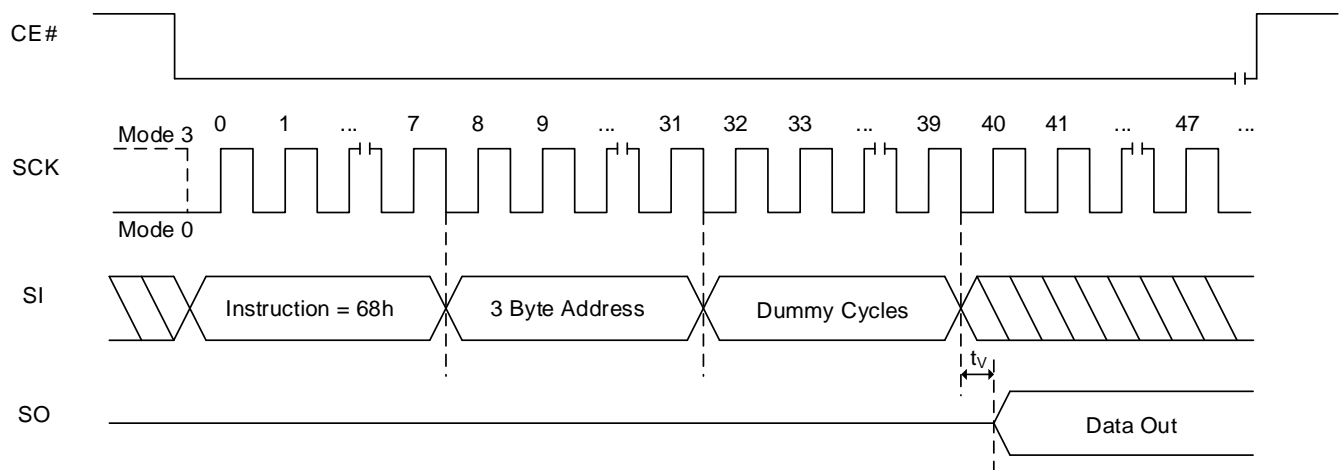 CE#
Mode 3 0 1 ... 7 8 9 ... 31 32 33 ... 39 40 41 ... 47 ...
SCK
Mode 0
SI Instruction = 68h 3 Byte Address Dummy Cycles
tV
SO Data Out